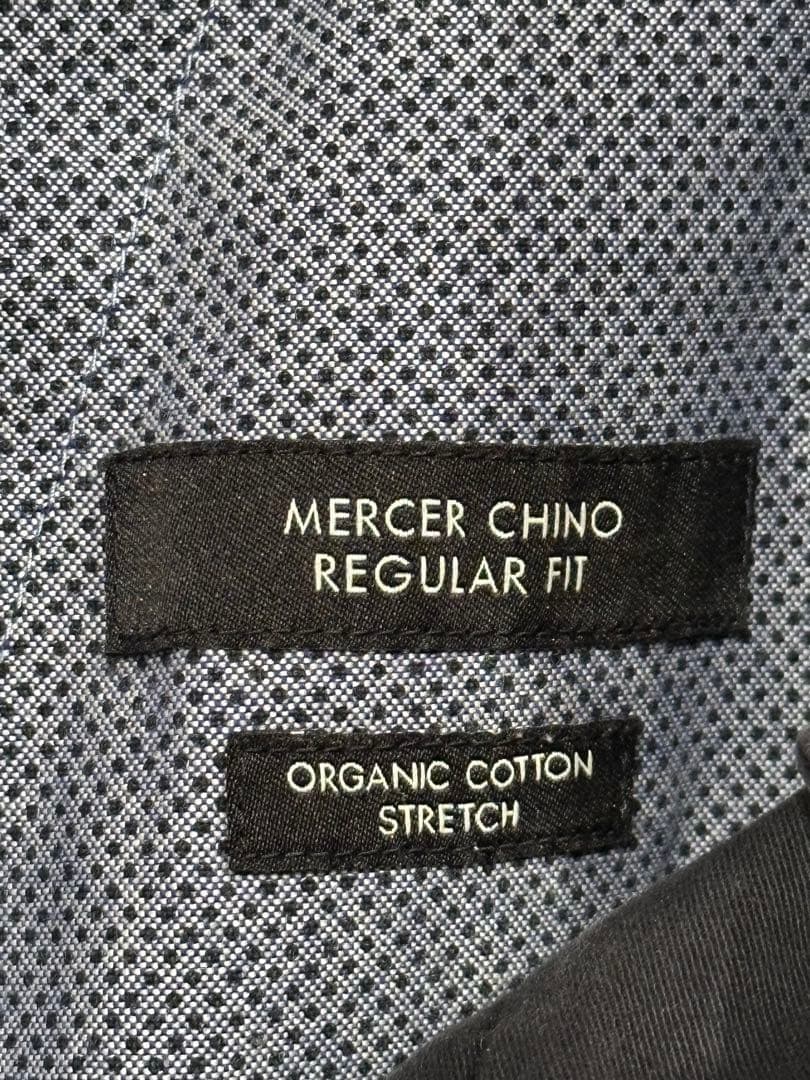 MERCER CHINO
REGULAR FIT
ORGANIC COTTON
STRETCH